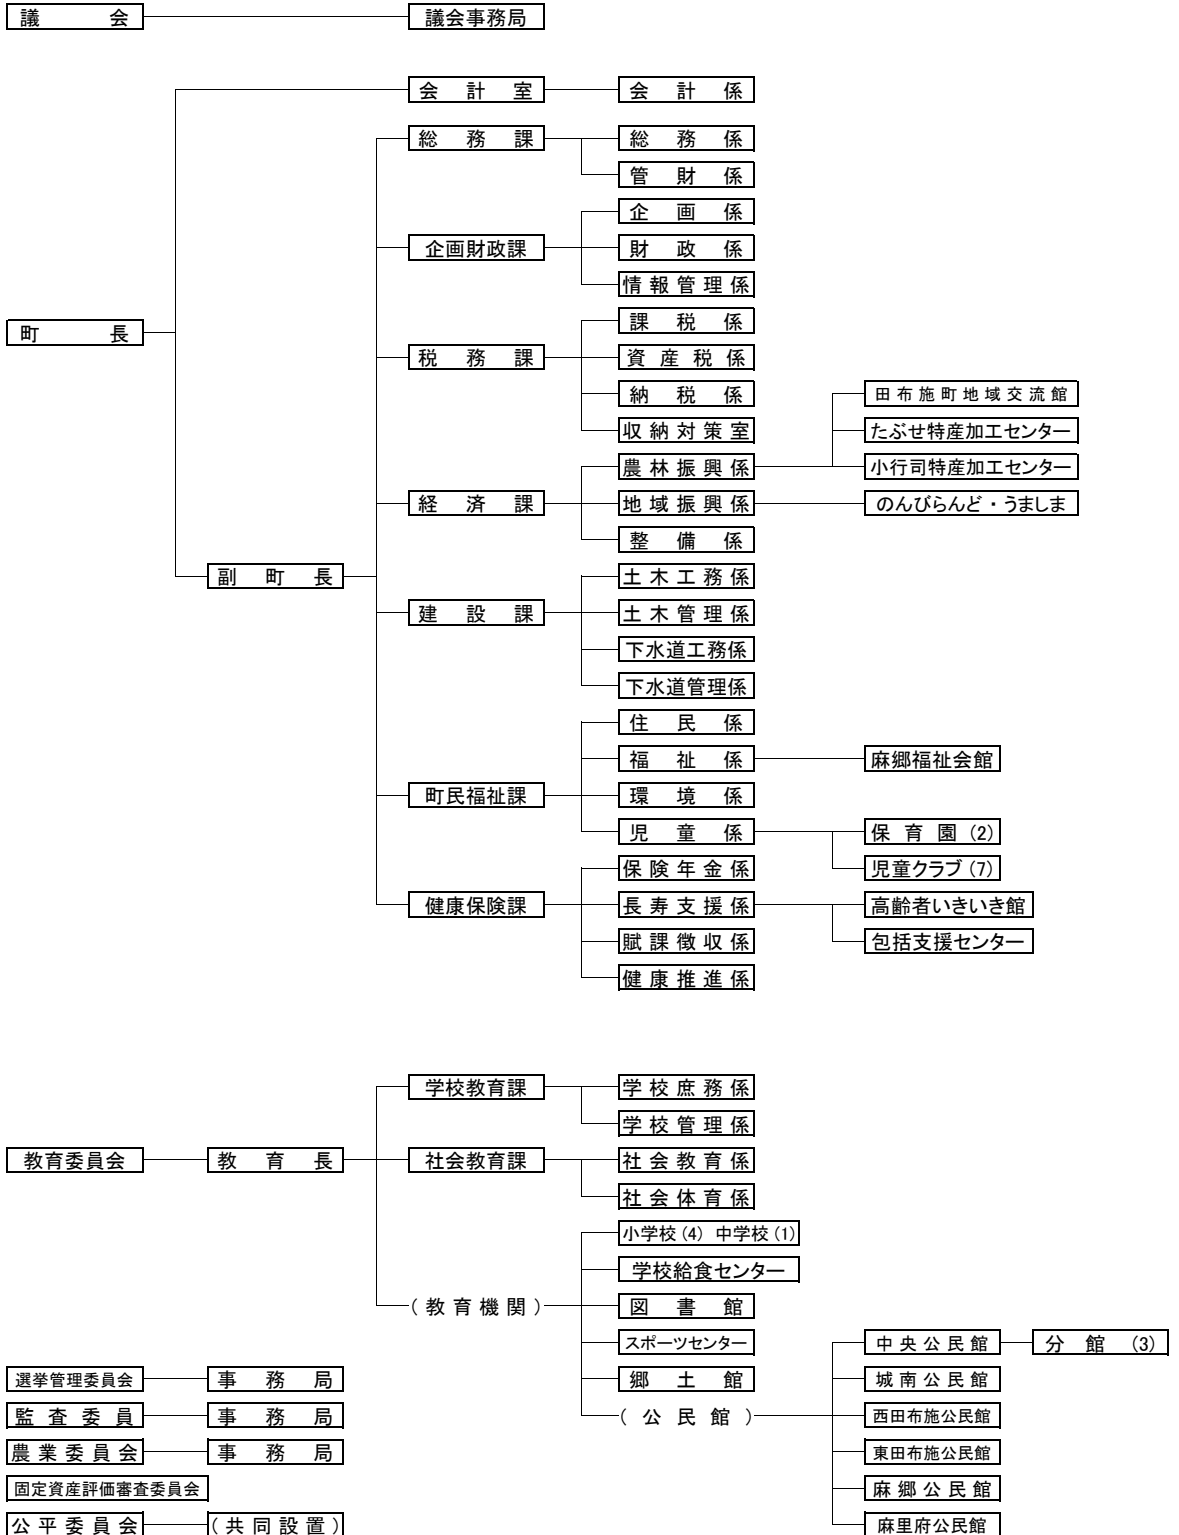 議会 議会事務局
会計室 会計係
総務課 総務係
管財係
企画係
企画財政課 財政係
情報管理係
課税係
町長
税務課 資産税係
納税係 田布施町地域交流館
収納対策室 たぶせ特産加工センター
農林振興係 小行司特産加工センター
経済課 地域振興係 のんびらんど・うましま
整備係
副町長 土木工務係
建設課 土木管理係
下水道工務係
下水道管理係
住民係
福祉係 麻郷福祉会館
町民福祉課 環境係
児童係 保育園(2)
保険年金係 児童クラブ(7)
健康保険課 長寿支援係 高齢者いきいき館
賦課徴収係 包括支援センター
健康推進係
学校教育課 学校庶務係
学校管理係
教育委員会 教育長 社会教育課 社会教育係
社会体育係
小学校(4) 中学校(1)
学校給食センター
(教育機関) 図書館
スポーツセンター 中央公民館 分館(3)
選挙管理委員会 事務局 郷土館 城南公民館
監査委員 事務局 (公民館) 西田布施公民館
農業委員会 事務局 東田布施公民館
固定資産評価審査委員会 麻郷公民館
公平委員会 (共同設置) 麻里府公民館